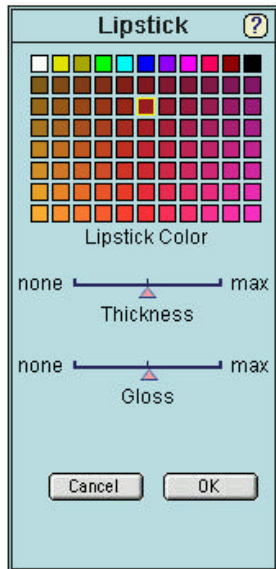 Lipstick ?
Lipstick Color
none max
Thickness
none max
Gloss
Cancel OK